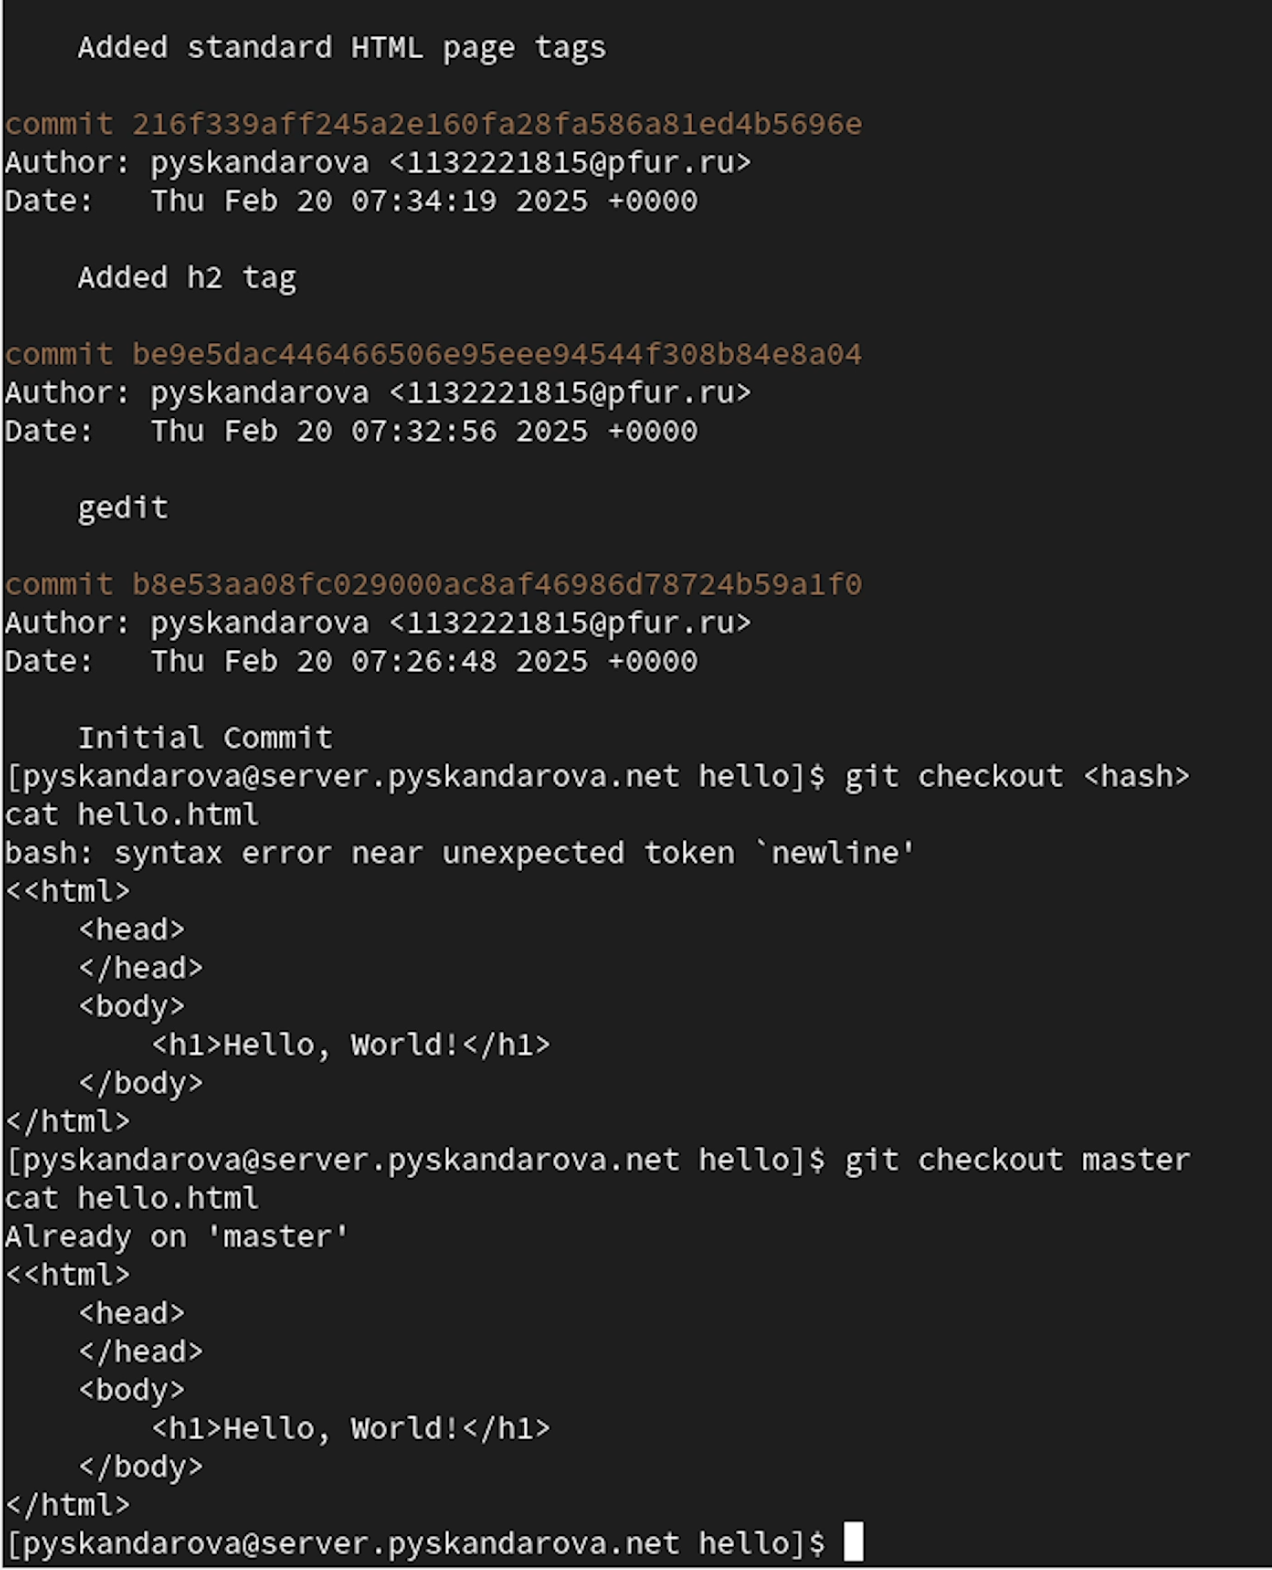 Added standard HTML page tags

commit 216f339aff245a2e160fa28fa586a81ed4b5696e
Author: pyskandarova <1132221815@pfur.ru>
Date:   Thu Feb 20 07:34:19 2025 +0000

    Added h2 tag

commit be9e5dac446466506e95eee94544f308b84e8a04
Author: pyskandarova <1132221815@pfur.ru>
Date:   Thu Feb 20 07:32:56 2025 +0000

    gedit

commit b8e53aa08fc029000ac8af46986d78724b59a1f0
Author: pyskandarova <1132221815@pfur.ru>
Date:   Thu Feb 20 07:26:48 2025 +0000

    Initial Commit
[pyskandarova@server.pyskandarova.net hello]$ git checkout <hash>
cat hello.html
bash: syntax error near unexpected token `newline'
<<html>
    <head>
    </head>
    <body>
        <h1>Hello, World!</h1>
    </body>
</html>
[pyskandarova@server.pyskandarova.net hello]$ git checkout master
cat hello.html
Already on 'master'
<<html>
    <head>
    </head>
    <body>
        <h1>Hello, World!</h1>
    </body>
</html>
[pyskandarova@server.pyskandarova.net hello]$